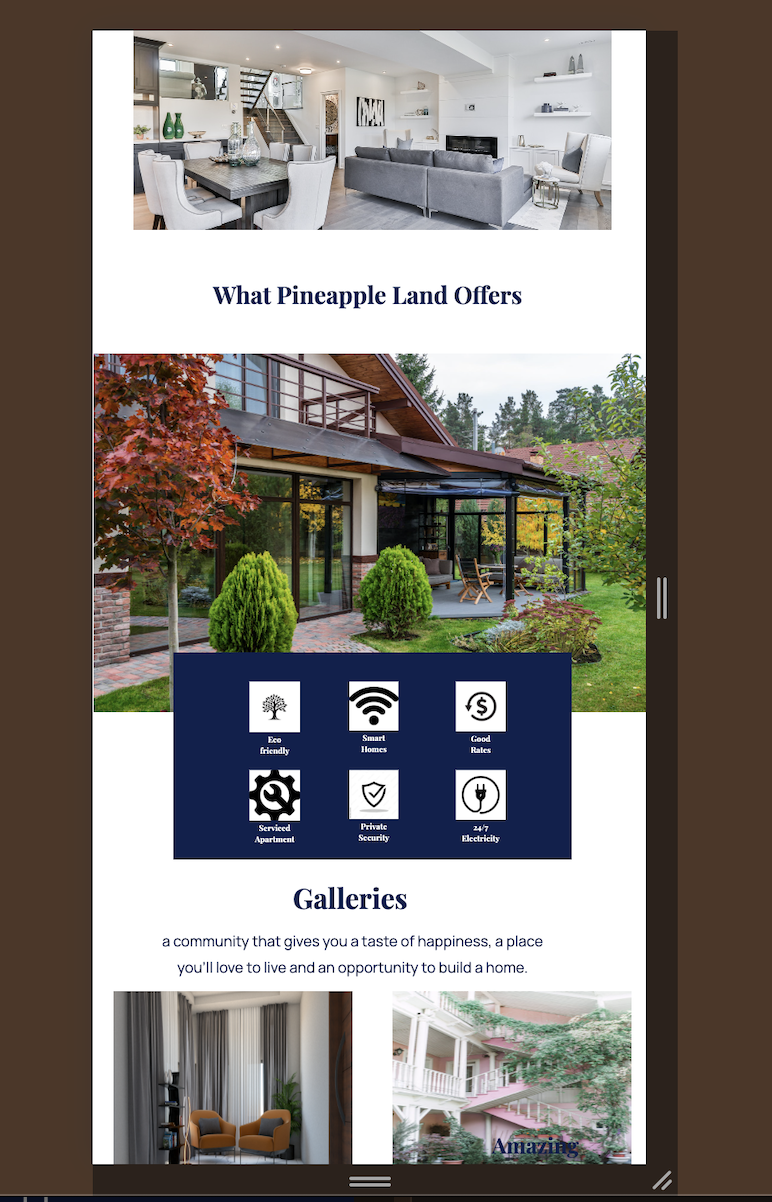 What Pineapple Land Offers
Eco
friendly
Smart
Homes
Good
Rates
Serviced
Apartment
Private
Security
24/7
Electricity
Galleries
a community that gives you a taste of happiness, a place
you'll love to live and an opportunity to build a home.
Amazing